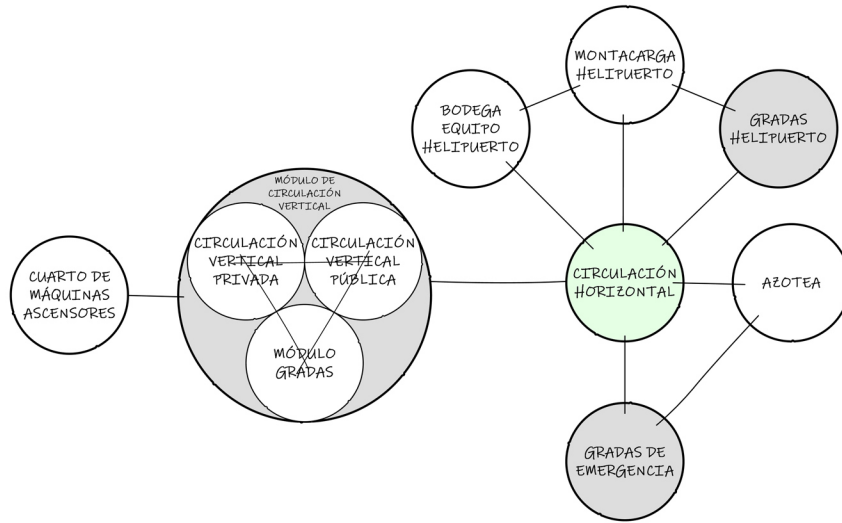 MONTACARGA
HELIPUERTO
BODEGA
EQUIPO
HELIPUERTO
GRADAS
HELIPUERTO
MÓDULO DE
CIRCULACIÓN
VERTICAL
CIRCULACIÓN
VERTICAL
PRIVADA
CIRCULACIÓN
VERTICAL
PÚBLICA
CUARTO DE
MÁQUINAS
ASCENSORES
CIRCULACIÓN
HORIZONTAL
AZOTEA
MÓDULO
GRADAS
GRADAS DE
EMERGENCIA